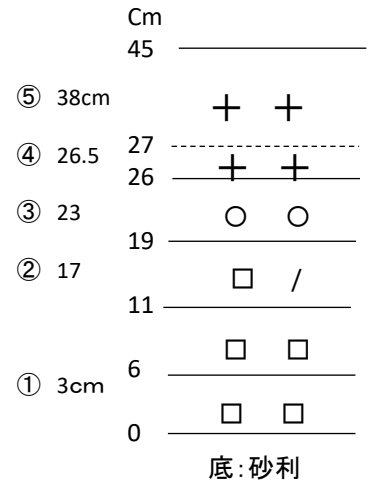 Cm
45
⑤ 38cm + +
27
④ 26.5 + +
26
③ 23 ○ ○
19
② 17 □ /
11
□ □
6
① 3cm
□ □
0
底：砂利